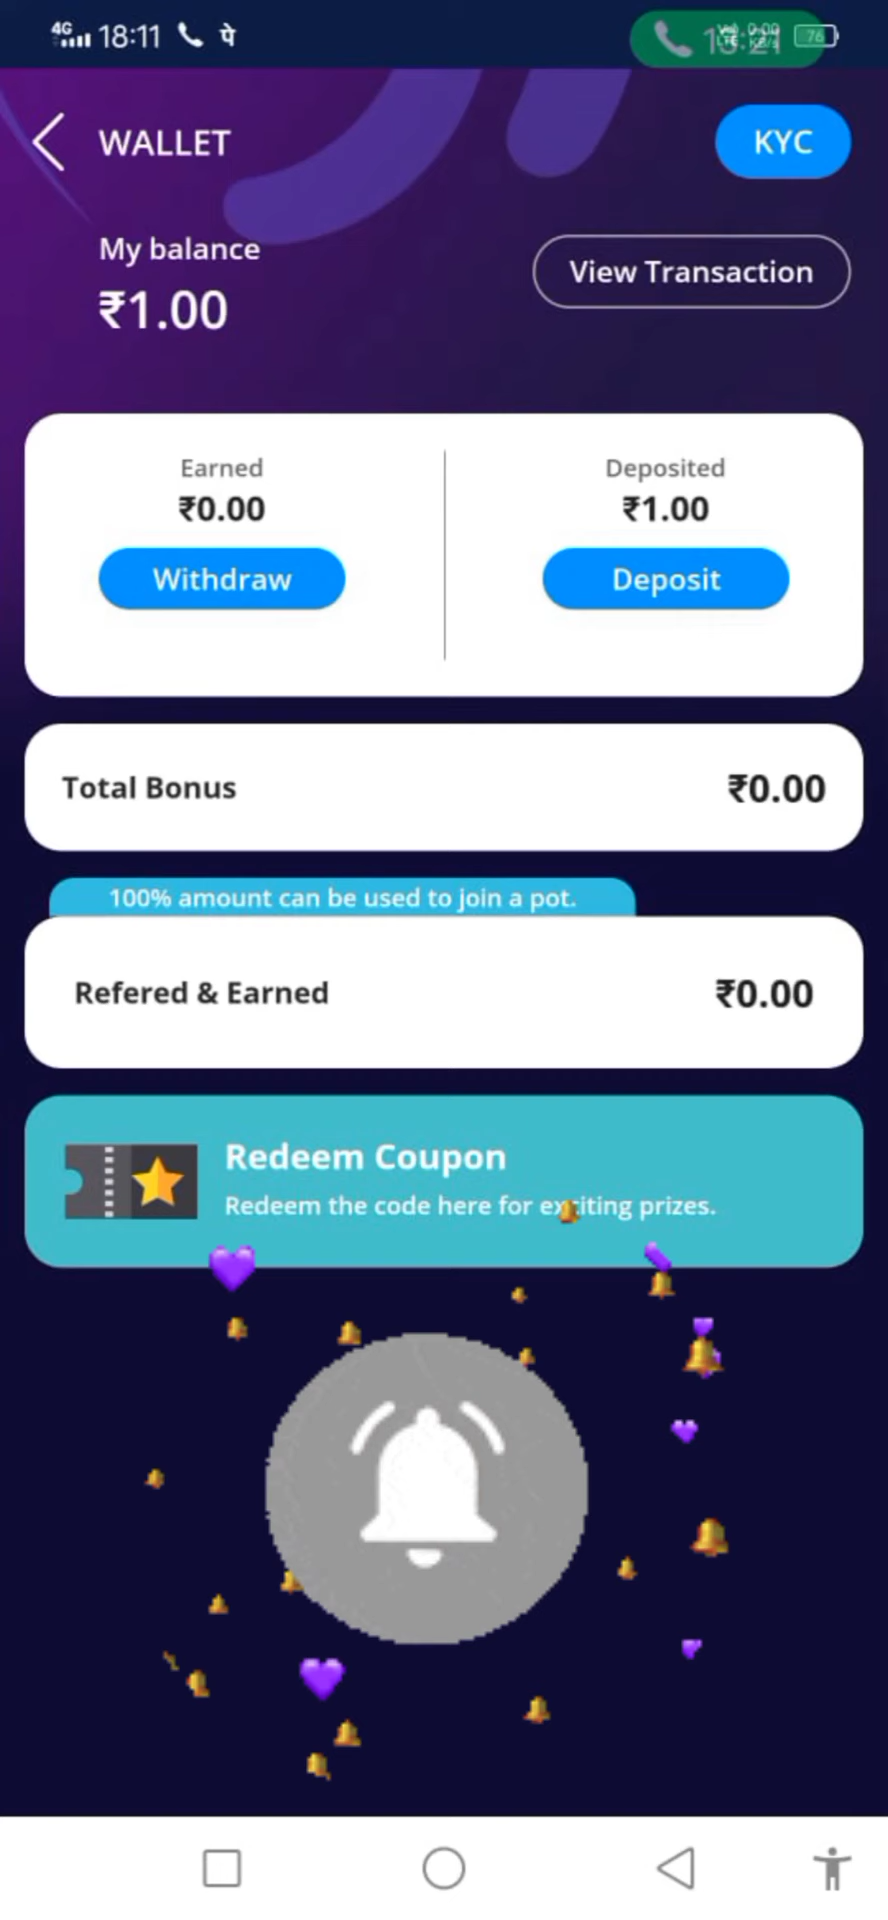 4G 18:11 पे
76
WALLET
KYC
My balance
₹1.00
View Transaction
Earned
Deposited
₹0.00
₹1.00
Withdraw
Deposit
Total Bonus
₹0.00
100% amount can be used to join a pot.
Refered & Earned
₹0.00
Redeem Coupon
Redeem the code here for exciting prizes.